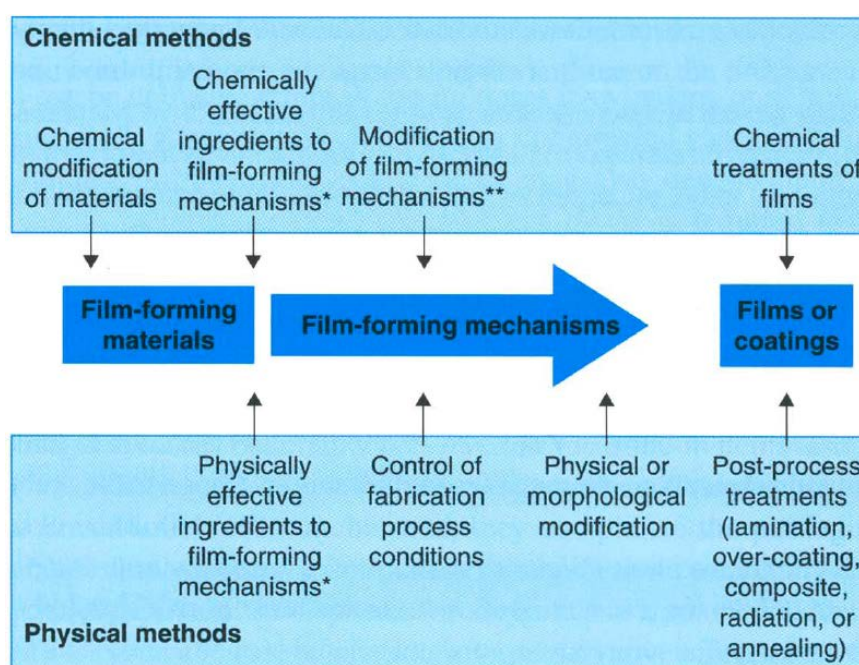 Chemical methods
Chemical
modification
of materials
Chemically
effective
ingredients to
film-forming
mechanisms*
Modification
of film-forming
mechanisms**
Chemical
treatments of
films
Film-forming
materials
Film-forming mechanisms
Films or
coatings
Physically
effective
ingredients to
film-forming
mechanisms*
Control of
fabrication
process
conditions
Physical or
morphological
modification
Post-process
treatments
(lamination,
over-coating,
composite,
radiation, or
annealing)
Physical methods